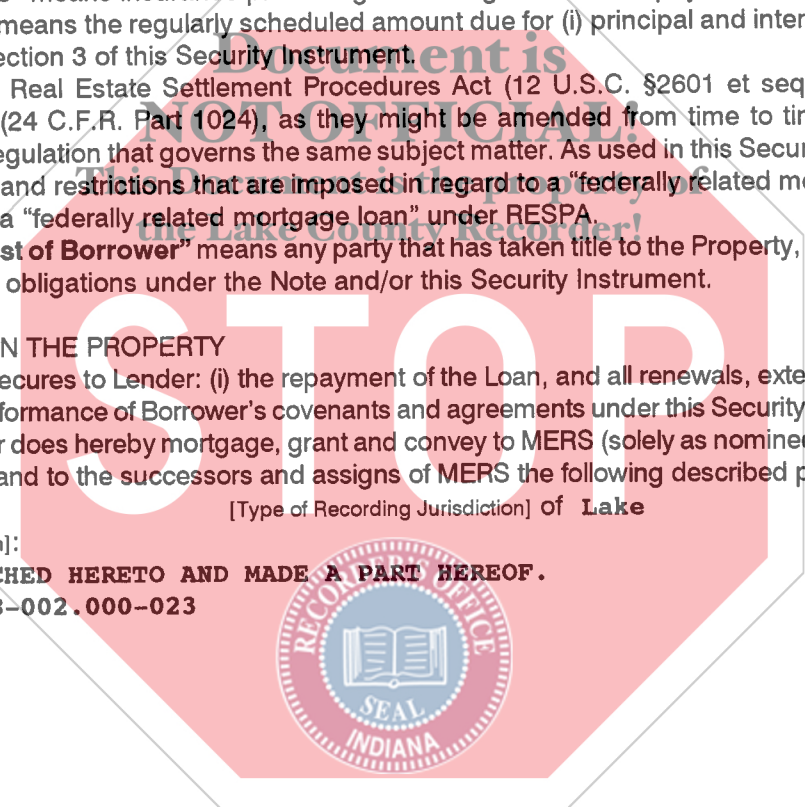 means the regularly scheduled amount due for (i) principal and inter
ection 3 of this Security Instrument.
Document is
Real Estate Settlement Procedures Act (12 U.S.C. §2601 et seq
NOT OFFICIAL!
(24 C.F.R. Part 1024), as they might be amended from time to tim
egulation that governs the same subject matter. As used in this Secur
This Document is the property of
and restrictions that are imposed in regard to a “federally related mo
a “federally related mortgage loan” under RESPA.
the Lake County Recorder!
st of Borrower” means any party that has taken title to the Property,
obligations under the Note and/or this Security Instrument.
STOP
N THE PROPERTY
ecures to Lender: (i) the repayment of the Loan, and all renewals, exte
formance of Borrower's covenants and agreements under this Security
r does hereby mortgage, grant and convey to MERS (solely as nominee
and to the successors and assigns of MERS the following described p
[Type of Recording Jurisdiction] of Lake
]:
CHED HERETO AND MADE A PART HEREOF.
3-002.000-023
RECORDER'S OFFICE
SEAL
INDIANA